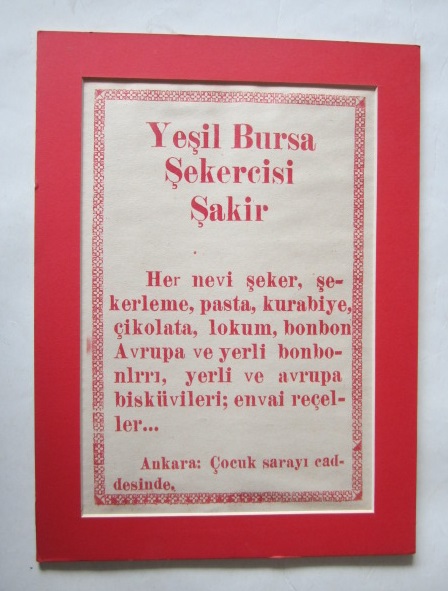 Yeşil Bursa
Şekercisi
Şakir
Her nevi şeker, şe-
kerleme, pasta, kurabiye,
çikolata, lokum, bonbon
Avrupa ve yerli bonbo-
nlrrı, yerli ve avrupa
bisküvileri; envai reçel-
ler...
Ankara: Çocuk sarayı cad-
desinde.